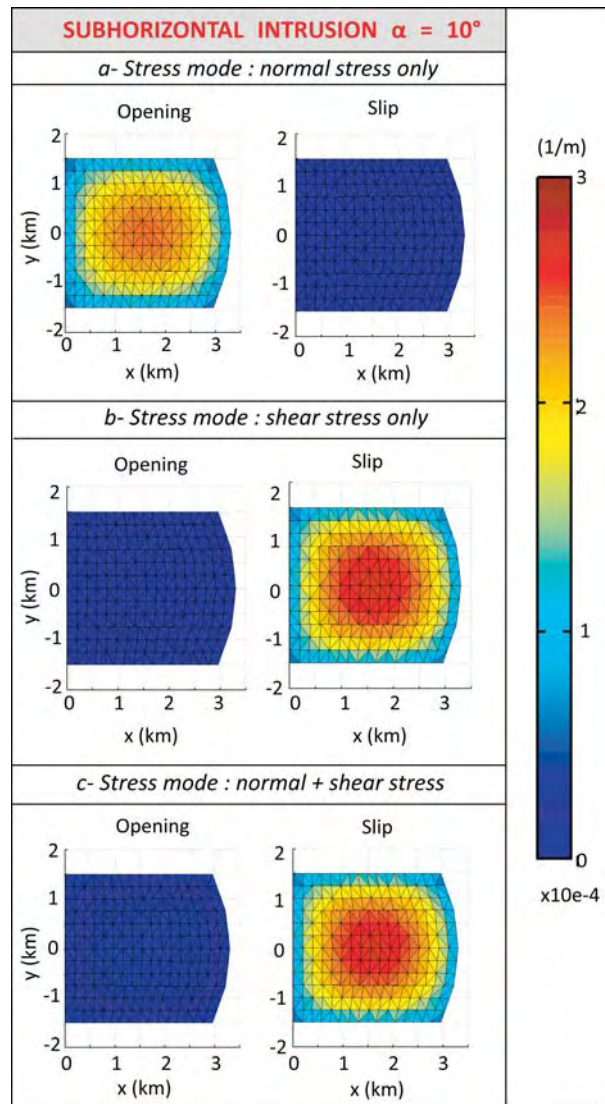 SUBHORIZONTAL INTRUSION α = 10°
a- Stress mode : normal stress only
Opening
Slip
2
1
0
-1
-2
y (km)
0 1 2 3
x (km)
2
1
0
-1
-2
0 1 2 3
x (km)
b- Stress mode : shear stress only
Opening
Slip
2
1
0
-1
-2
y (km)
0 1 2 3
x (km)
2
1
0
-1
-2
0 1 2 3
x (km)
c- Stress mode : normal + shear stress
Opening
Slip
2
1
0
-1
-2
y (km)
0 1 2 3
x (km)
2
1
0
-1
-2
0 1 2 3
x (km)
(1/m)
3
2
1
0
x10e-4